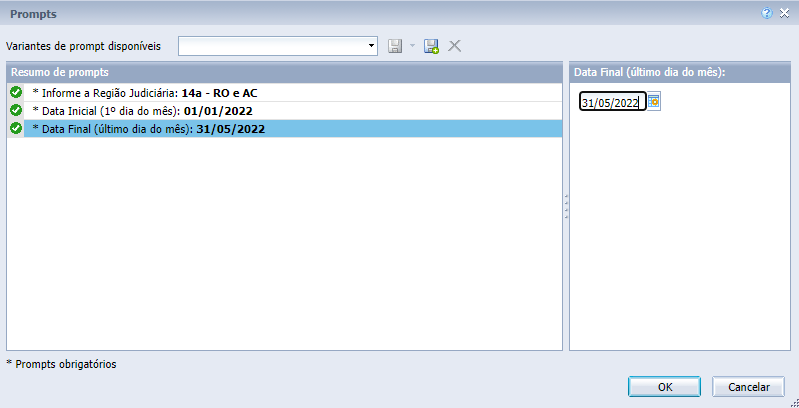 Prompts
Variantes de prompt disponíveis
Resumo de prompts
* Informe a Região Judiciária: 14a - RO e AC
* Data Inicial (1º dia do mês): 01/01/2022
* Data Final (último dia do mês): 31/05/2022
Data Final (último dia do mês):
31/05/2022
* Prompts obrigatórios
OK
Cancelar